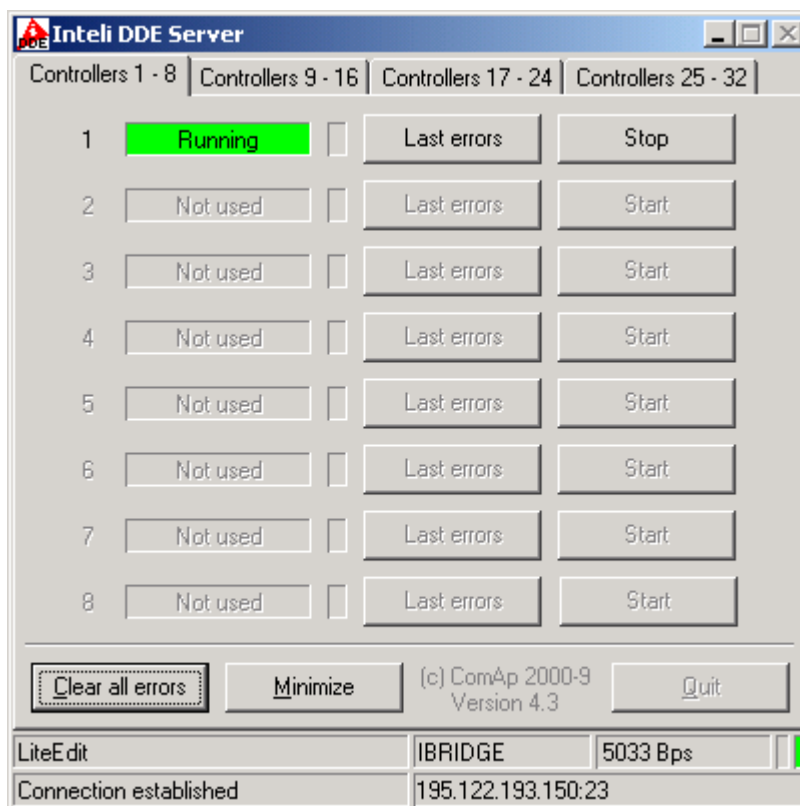 DDE Inteli DDE Server
Controllers 1 - 8 Controllers 9 - 16 Controllers 17 - 24 Controllers 25 - 32
1 Running Last errors Stop
2 Not used Last errors Start
3 Not used Last errors Start
4 Not used Last errors Start
5 Not used Last errors Start
6 Not used Last errors Start
7 Not used Last errors Start
8 Not used Last errors Start
Clear all errors Minimize (c) ComAp 2000-9 Quit
Version 4.3
LiteEdit IBRIDGE 5033 Bps
Connection established 195.122.193.150:23